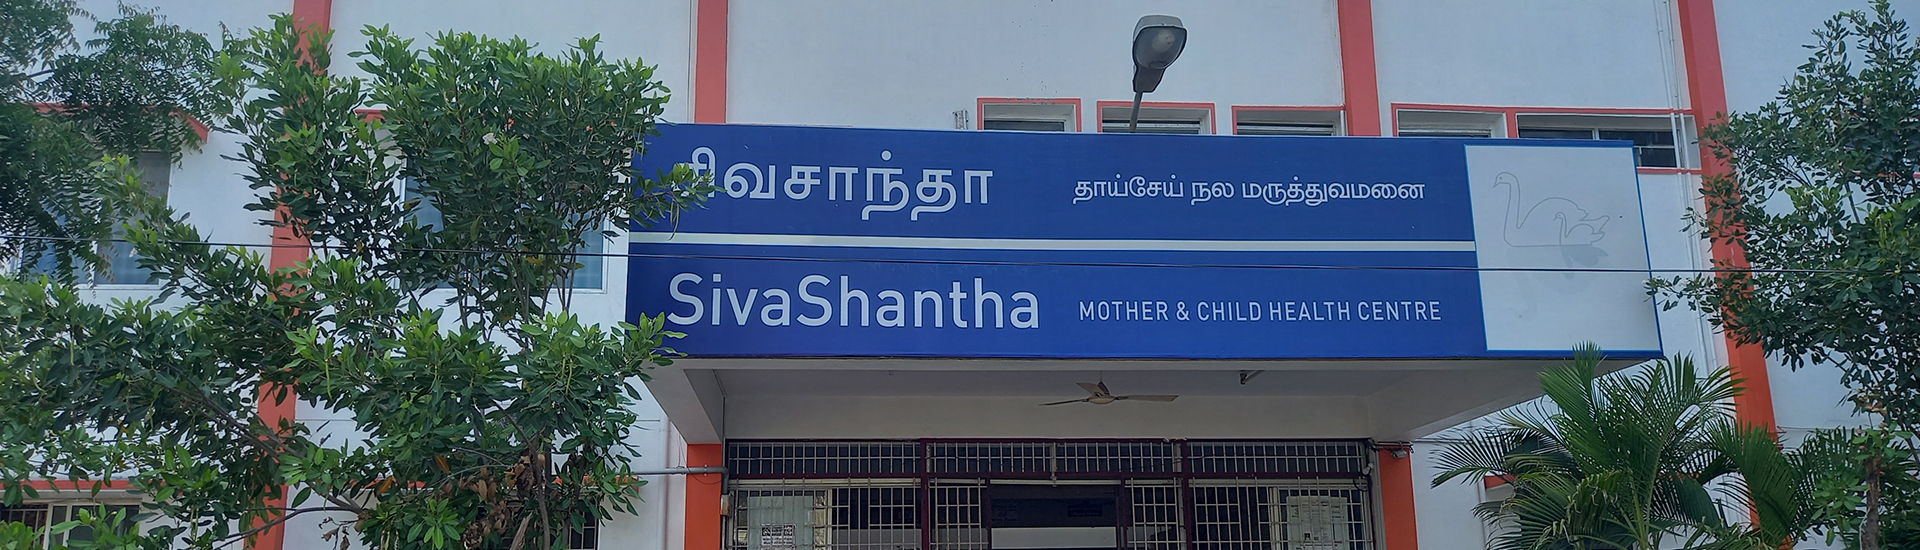 சிவசாந்தா தாய்சேய் நல மருத்துவமனை
SivaShantha MOTHER & CHILD HEALTH CENTRE